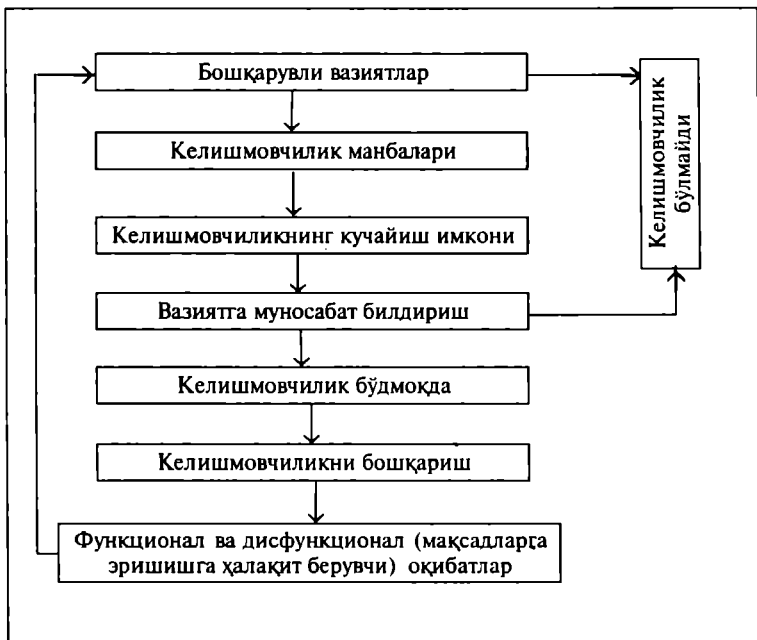 Бошқарувли вазиятлар
Келишмовчилик манбалари
Келишмовчиликнинг кучайиш имкони
Вазиятга муносабат билдириш
Келишмовчилик бўдмоқда
Келишмовчиликни бошқариш
Функционал ва дисфункционал (мақсадларга
эришишга ҳалақит берувчи) оқибатлар
Келишмовчилик
бўлмайди